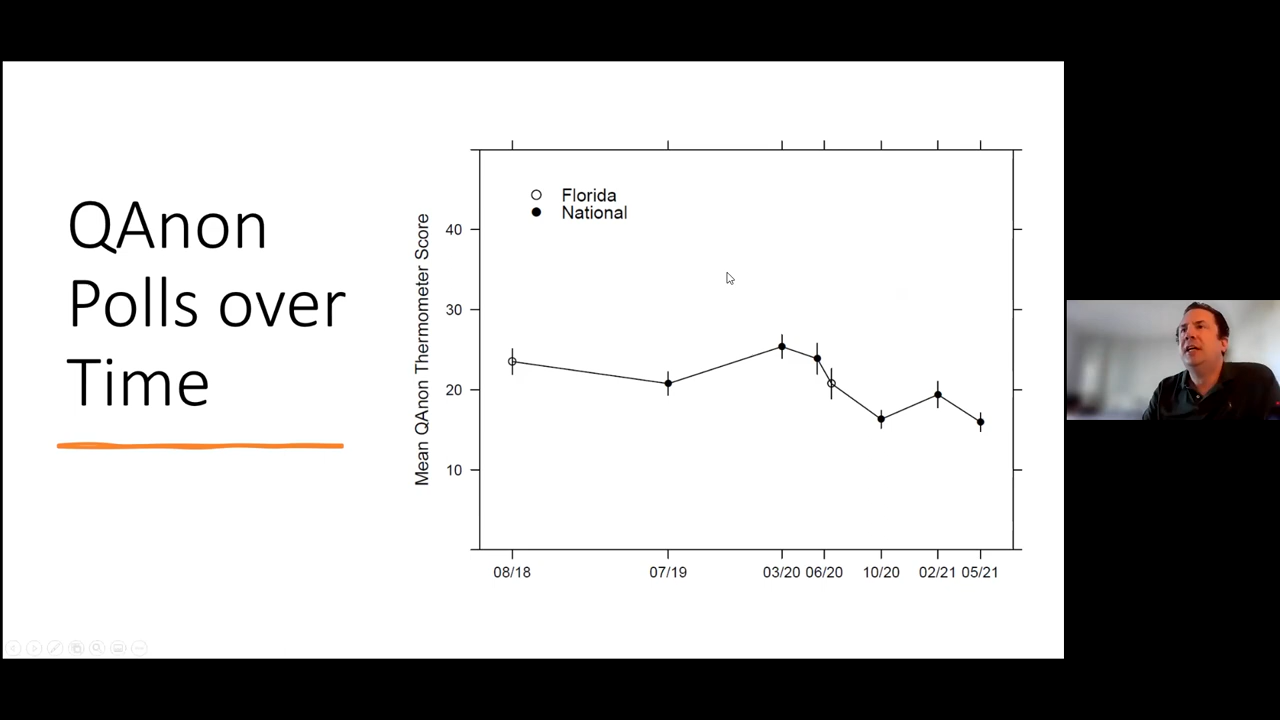 QAnon
Polls over
Time
Florida
National
Mean QAnon Thermometer Score
40
30
20
10
08/18 07/19 03/20 06/20 10/20 02/21 05/21